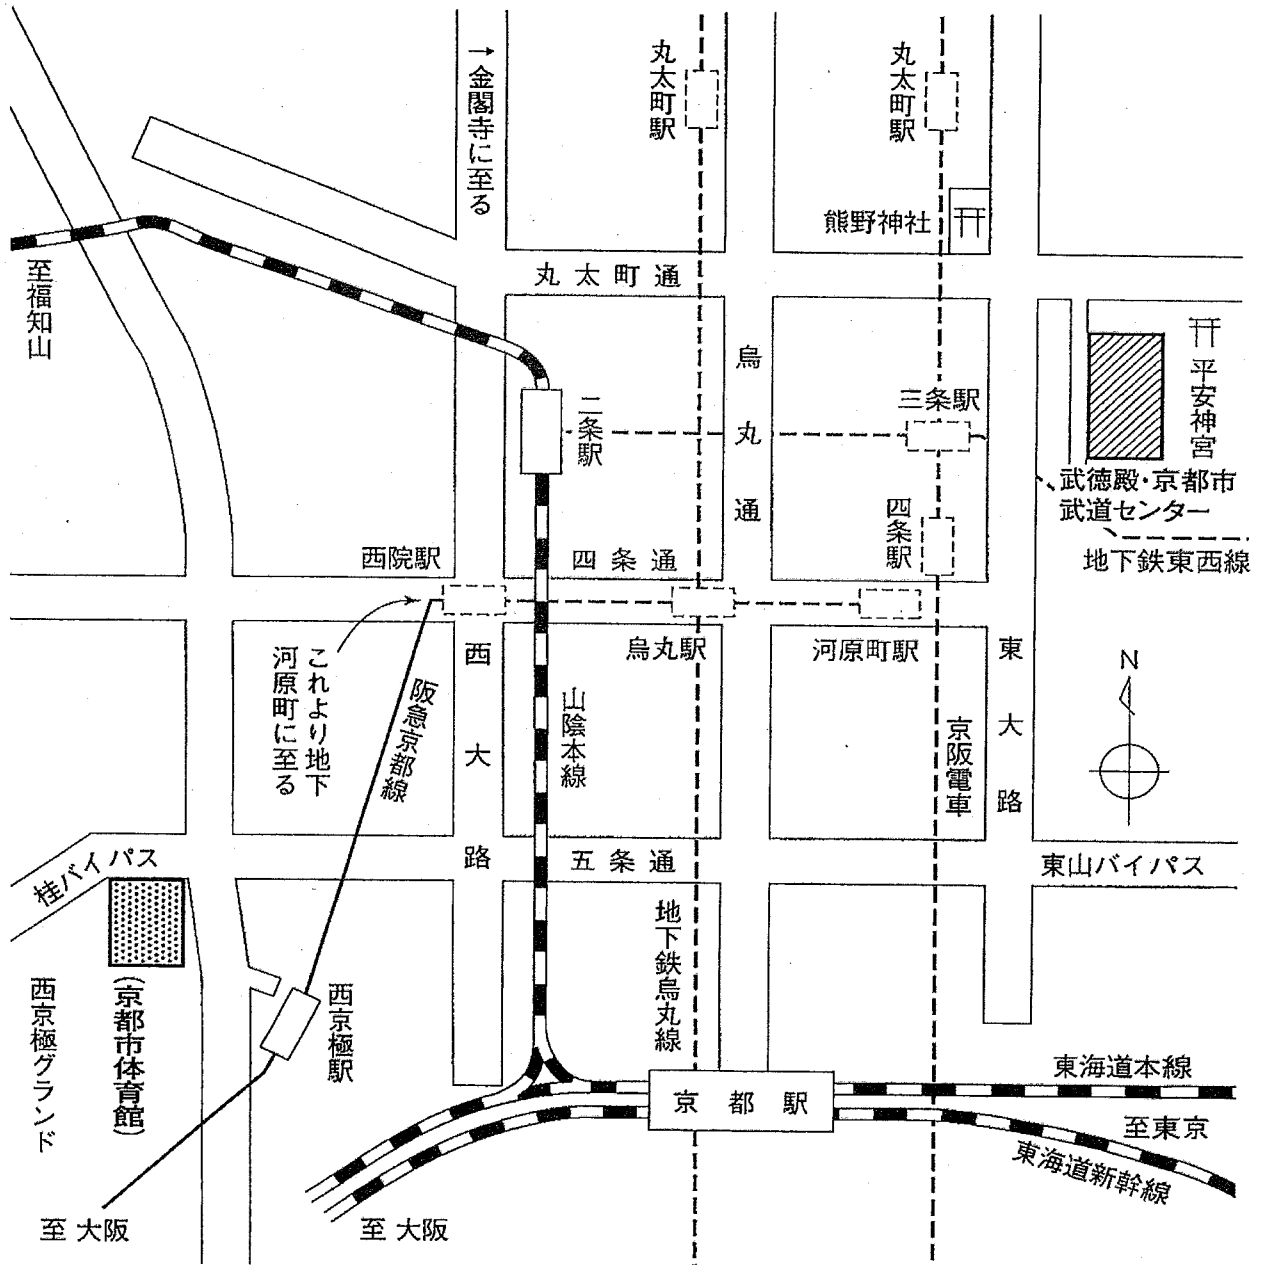 →金閣寺に至る
丸太町駅
丸太町駅
熊野神社
丸太町通
至福知山
烏丸通
二条駅
三条駅
平安神宮
武徳殿・京都市
武道センター
地下鉄東西線
四条駅
西院駅
四条通
烏丸駅
河原町駅
これより地下
河原町に至る
阪急京都線
西大路
山陰本線
京阪電車
東大路
N
桂バイパス
五条通
東山バイパス
西京極グランド
(京都市体育館)
西京極駅
地下鉄烏丸線
京都駅
東海道本線
至東京
東海道新幹線
至大阪
至大阪